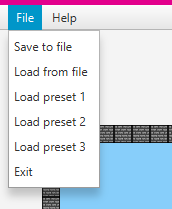 File Help
Save to file
Load from file
Load preset 1
Load preset 2
Load preset 3
Exit